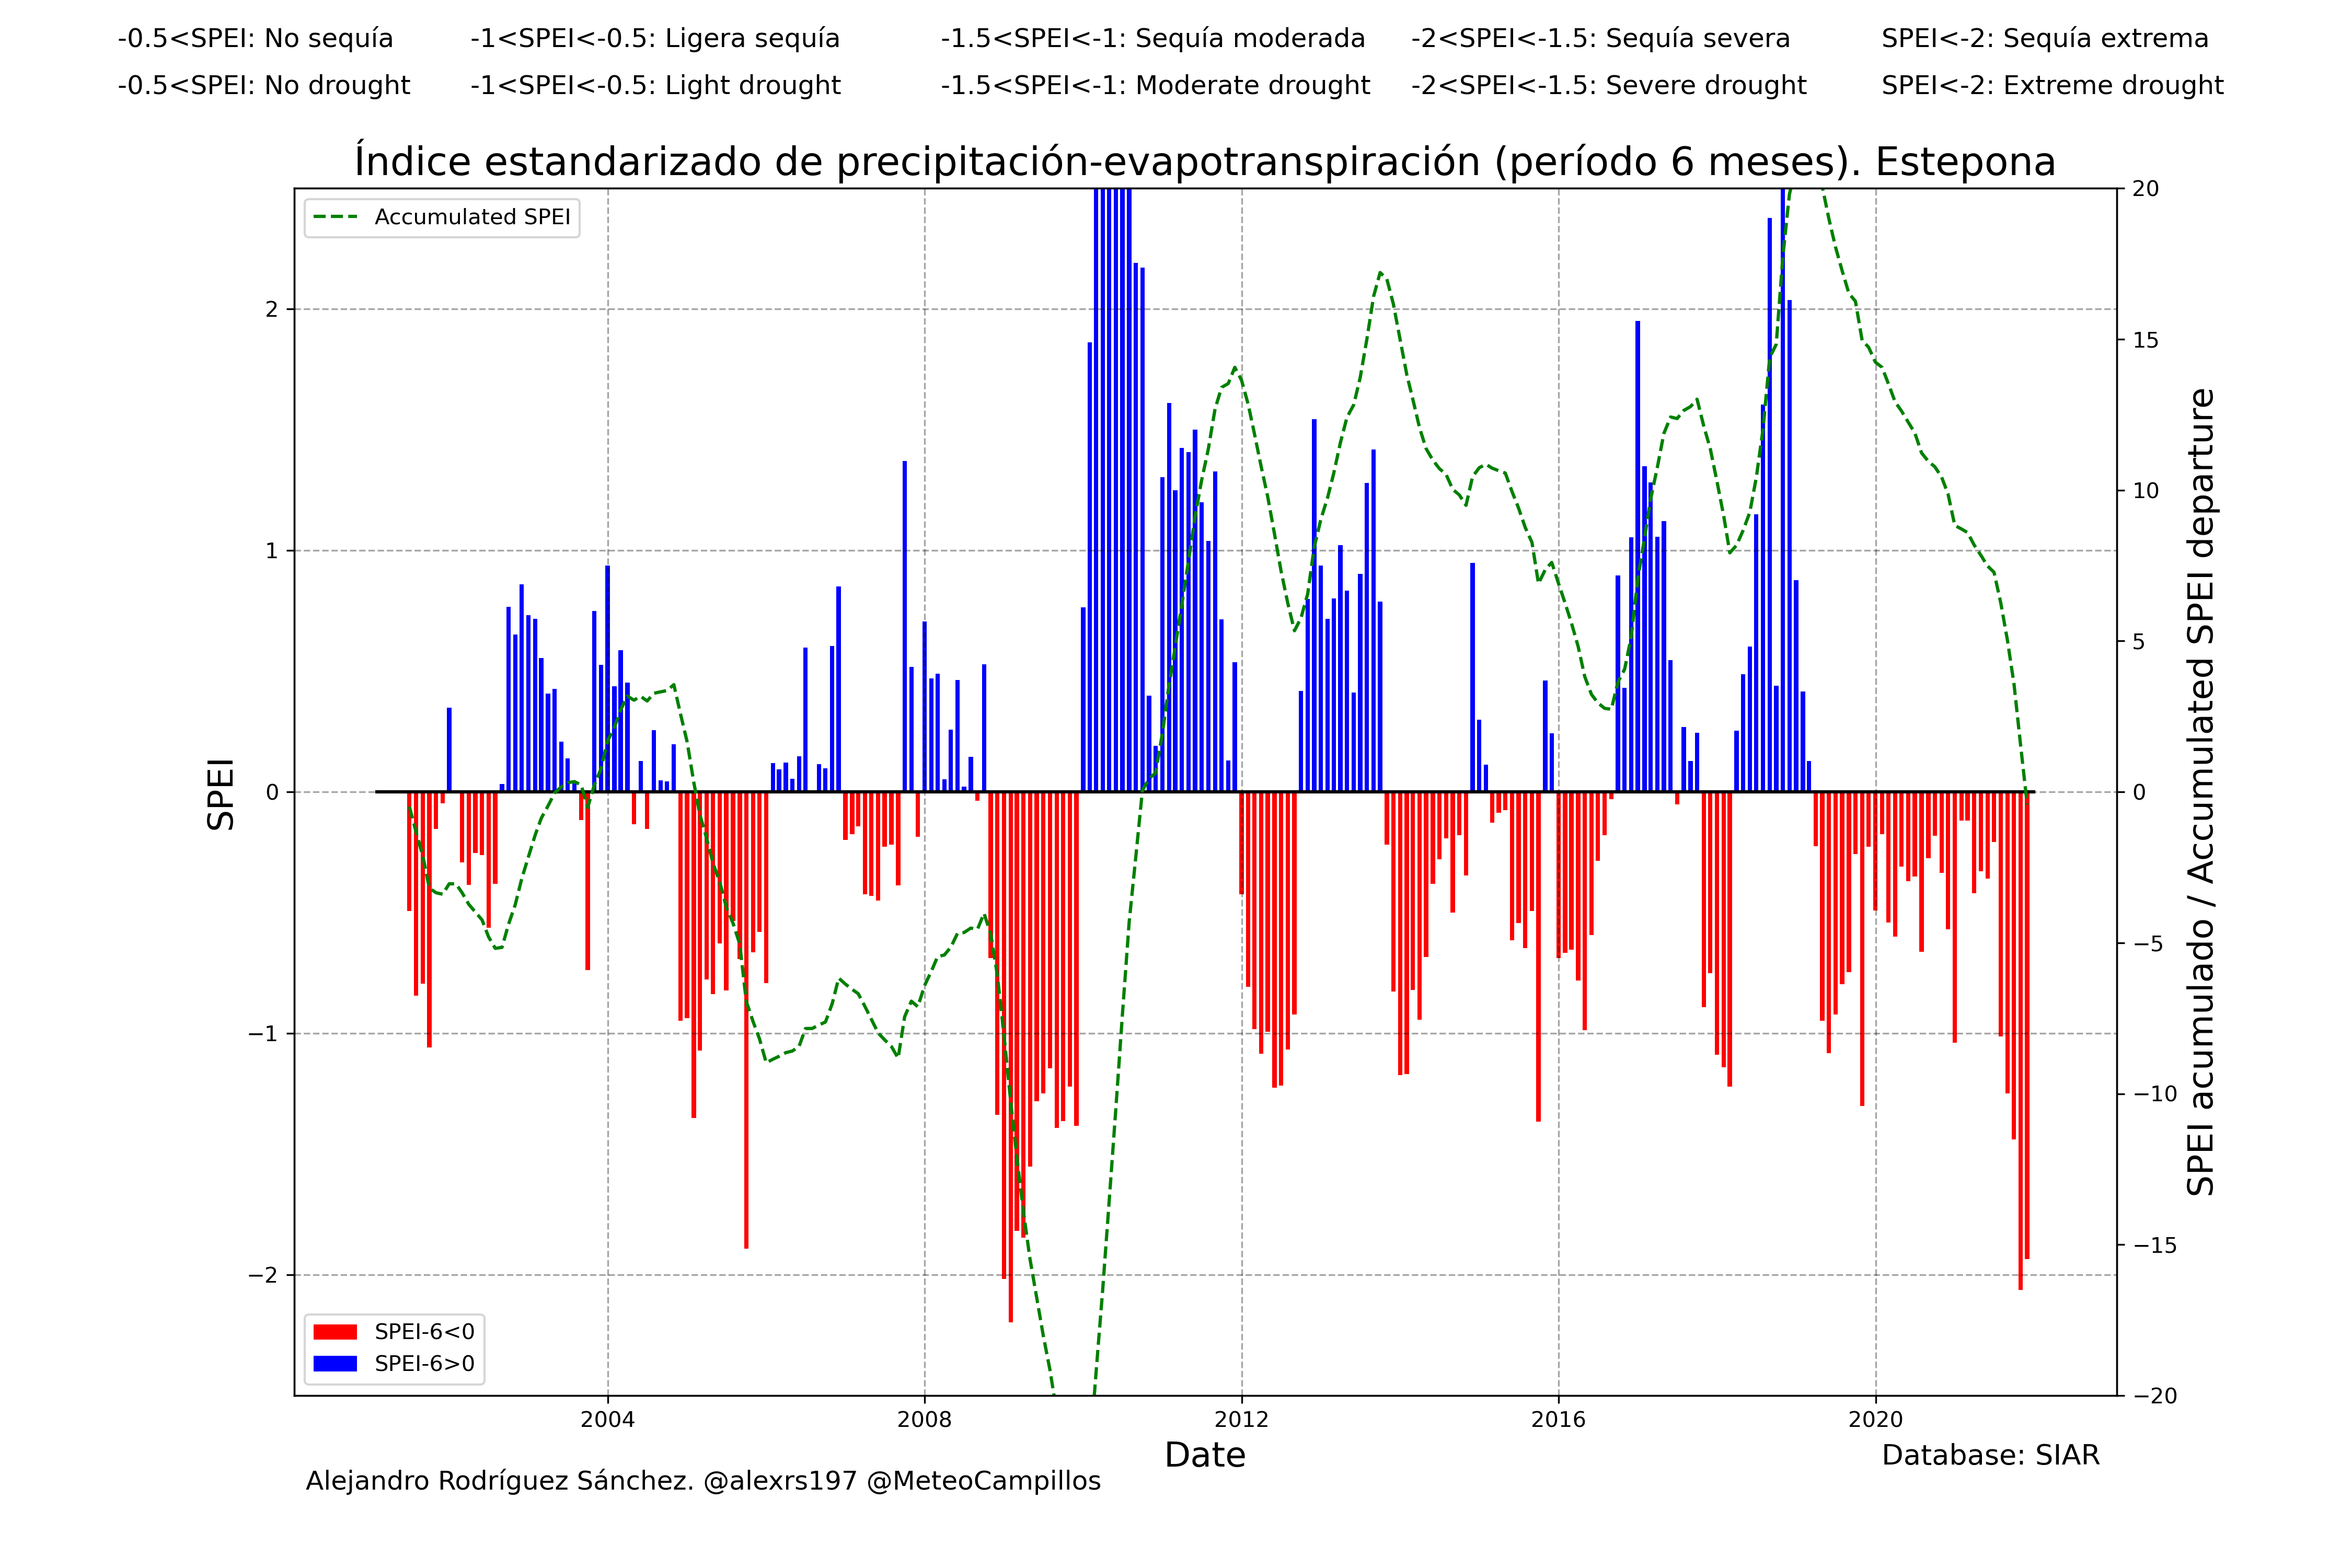 -0.5<SPEI: No sequía -1<SPEI<-0.5: Ligera sequía -1.5<SPEI<-1: Sequía moderada -2<SPEI<-1.5: Sequía severa SPEI<-2: Sequía extrema
-0.5<SPEI: No drought -1<SPEI<-0.5: Light drought -1.5<SPEI<-1: Moderate drought -2<SPEI<-1.5: Severe drought SPEI<-2: Extreme drought
Índice estandarizado de precipitación-evapotranspiración (período 6 meses). Estepona
Accumulated SPEI
SPEI
2
1
0
−1
−2
20
15
10
5
0
−5
−10
−15
−20
SPEI acumulado / Accumulated SPEI departure
SPEI-6<0
SPEI-6>0
2004 2008 2012 2016 2020
Date
Database: SIAR
Alejandro Rodríguez Sánchez. @alexrs197 @MeteoCampillos